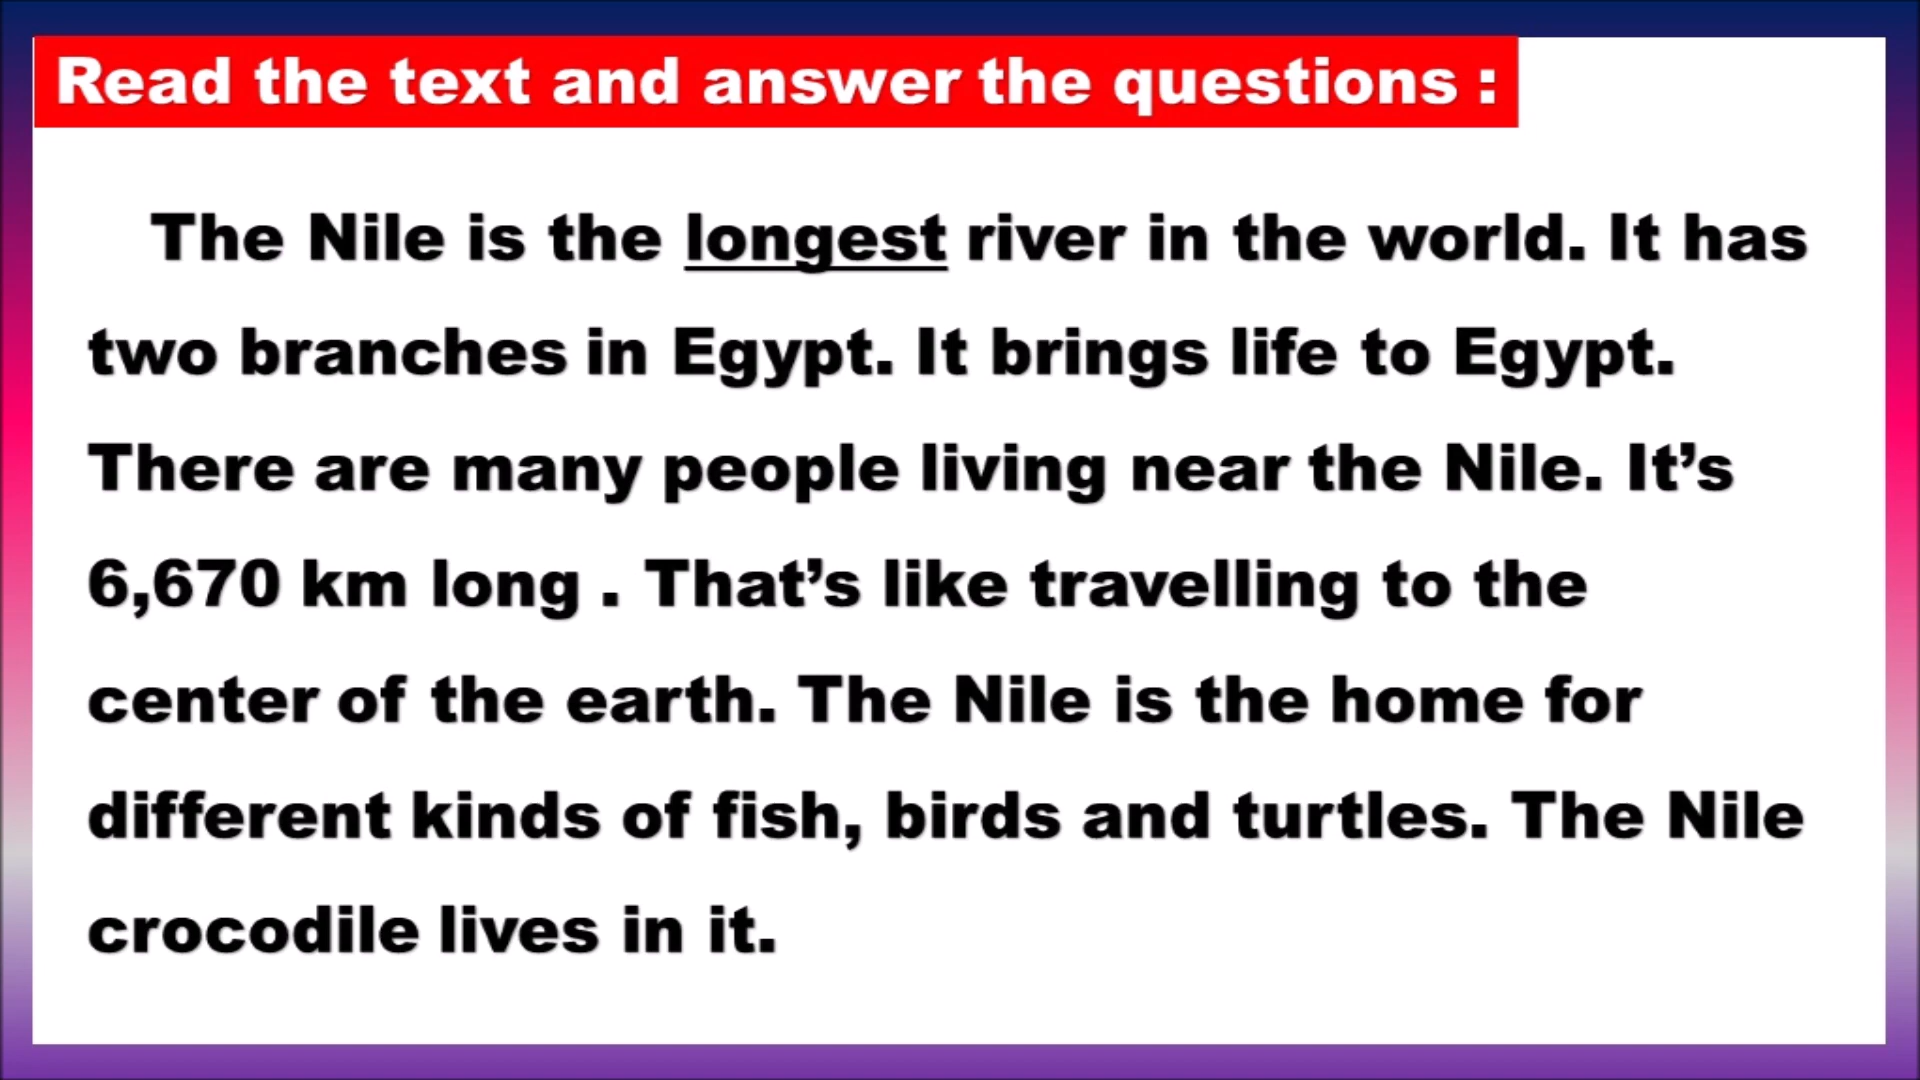 Read the text and answer the questions :
The Nile is the longest river in the world. It has
two branches in Egypt. It brings life to Egypt.
There are many people living near the Nile. It’s
6,670 km long . That’s like travelling to the
center of the earth. The Nile is the home for
different kinds of fish, birds and turtles. The Nile
crocodile lives in it.